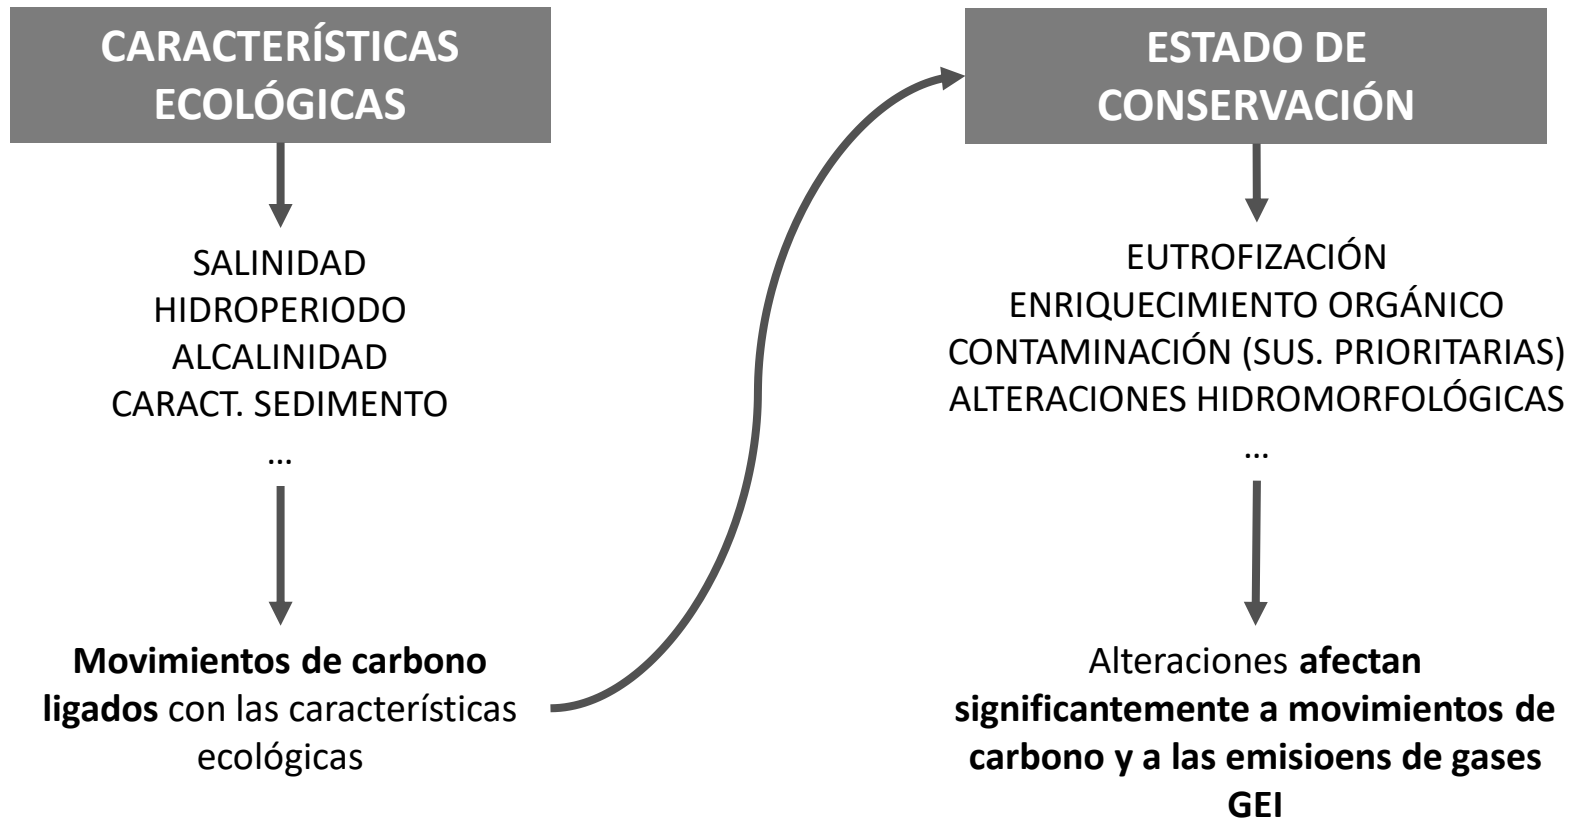 CARACTERÍSTICAS
ECOLÓGICAS
SALINIDAD
HIDROPERIODO
ALCALINIDAD
CARACT. SEDIMENTO
...
Movimientos de carbono
ligados con las características
ecológicas
ESTADO DE
CONSERVACIÓN
EUTROFIZACIÓN
ENRIQUECIMIENTO ORGÁNICO
CONTAMINACIÓN (SUS. PRIORITARIAS)
ALTERACIONES HIDROMORFOLÓGICAS
...
Alteraciones afectan
significantemente a movimientos de
carbono y a las emisioens de gases
GEI